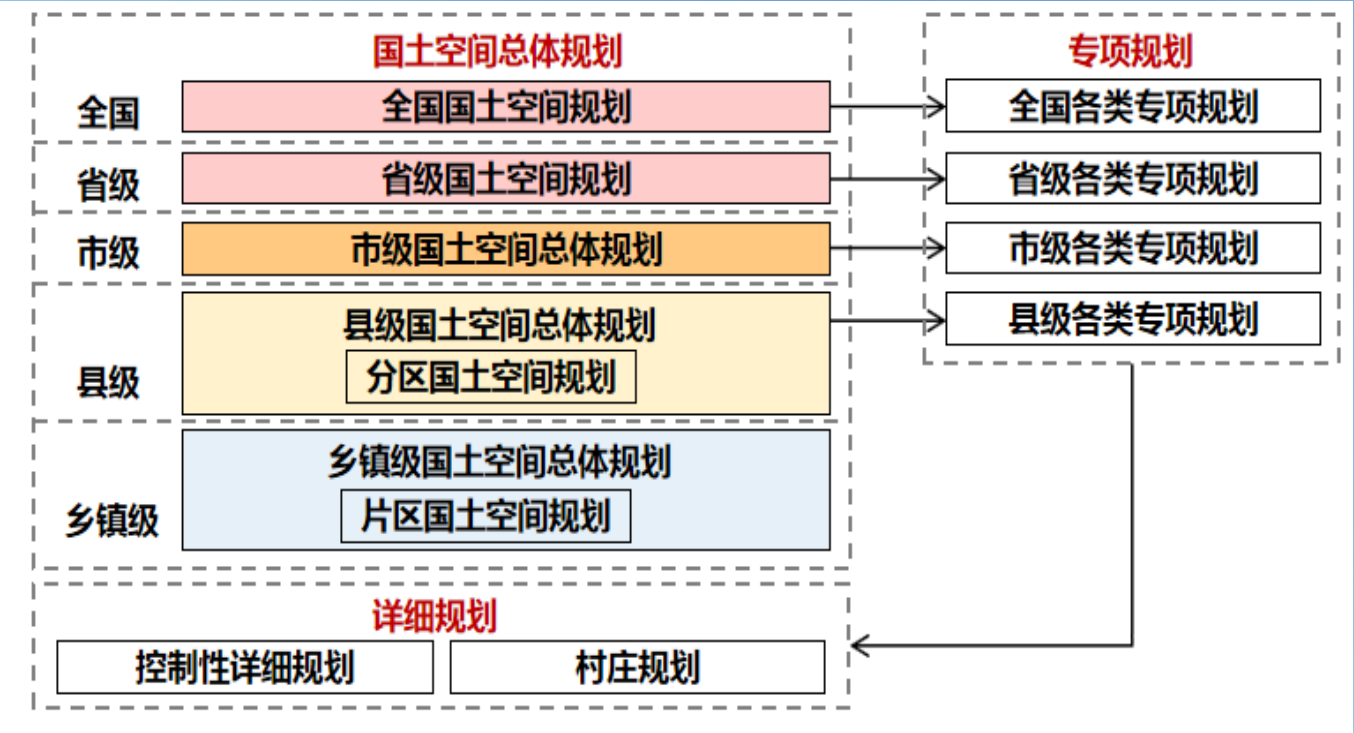 国土空间总体规划
全国
全国国土空间规划
省级
省级国土空间规划
市级
市级国土空间总体规划
县级
县级国土空间总体规划
分区国土空间规划
乡镇级
乡镇级国土空间总体规划
片区国土空间规划
专项规划
全国各类专项规划
省级各类专项规划
市级各类专项规划
县级各类专项规划
详细规划
控制性详细规划
村庄规划